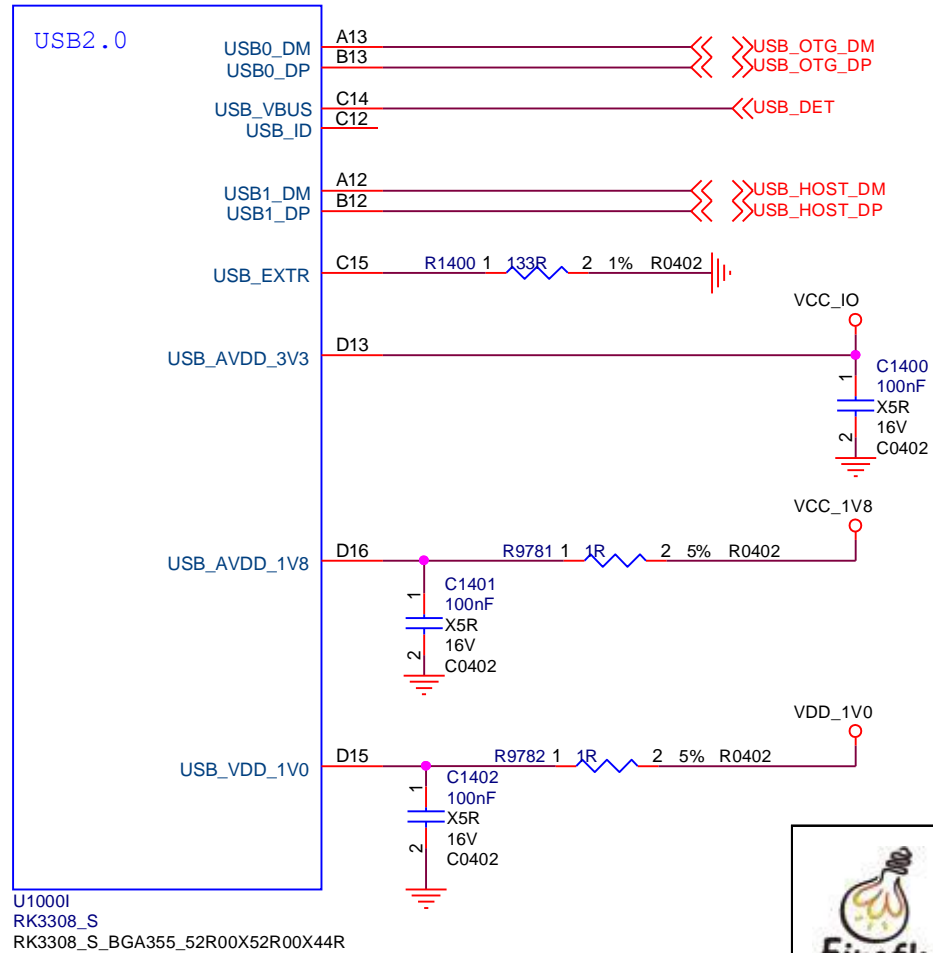 USB2.0
USB0_DM A13 USB_OTG_DM
USB0_DP B13 USB_OTG_DP
USB_VBUS C14 USB_DET
USB_ID C12
USB1_DM A12 USB_HOST_DM
USB1_DP B12 USB_HOST_DP
USB_EXTR C15 R1400 1 133R 2 1% R0402
VCC_IO
USB_AVDD_3V3 D13
1 C1400
100nF
X5R
16V
2 C0402
VCC_1V8
USB_AVDD_1V8 D16 R9781 1 1R 2 5% R0402
1 C1401
100nF
X5R
16V
2 C0402
VDD_1V0
USB_VDD_1V0 D15 R9782 1 1R 2 5% R0402
1 C1402
100nF
X5R
16V
2 C0402
U1000I
RK3308_S
RK3308_S_BGA355_52R00X52R00X44R